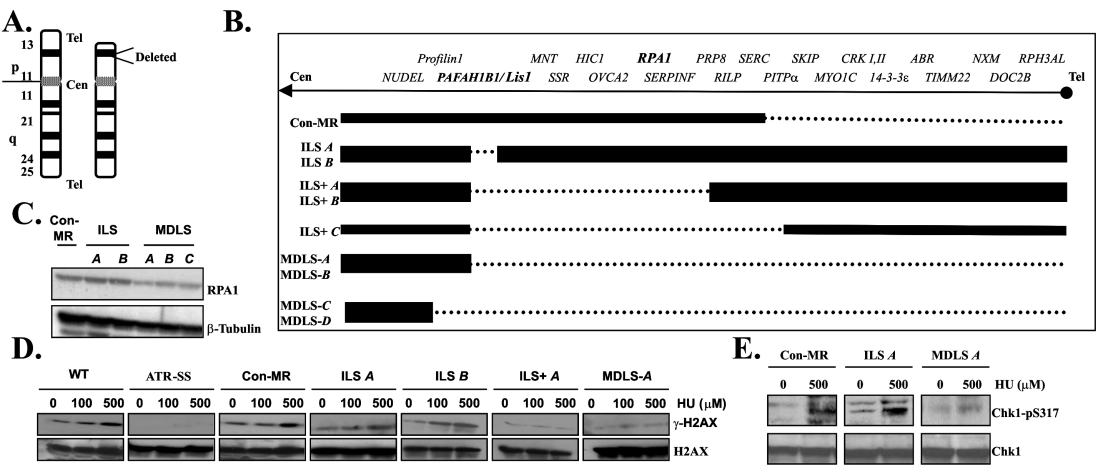 A.
Tel
13
Deleted
p
11
Cen
11
21
q
24
25
Tel
B.
Profilin1 MNT HIC1 RPA1 PRP8 SERC SKIP CRK I,II ABR NXM RPH3AL
Cen NUDEL PAFAH1B1/Lis1 SSR OVCA2 SERPINF RILP PITPα MYO1C 14-3-3ε TIMM22 DOC2B Tel
Con-MR
ILS A
ILS B
ILS+ A
ILS+ B
ILS+ C
MDLS-A
MDLS-B
MDLS-C
MDLS-D
C.
Con-MR ILS MDLS
A B A B C
RPA1
β-Tubulin
D.
WT ATR-SS Con-MR ILS A ILS B ILS+ A MDLS-A
0 100 500 0 100 500 0 100 500 0 100 500 0 100 500 0 100 500 0 100 500 HU (μM)
γ-H2AX
H2AX
E.
Con-MR ILS A MDLS A
0 500 0 500 0 500 HU (μM)
Chk1-pS317
Chk1